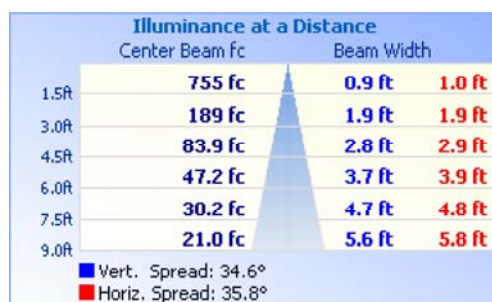 Illuminance at a Distance
Center Beam fc Beam Width
1.5ft 755 fc 0.9 ft 1.0 ft
3.0ft 189 fc 1.9 ft 1.9 ft
4.5ft 83.9 fc 2.8 ft 2.9 ft
6.0ft 47.2 fc 3.7 ft 3.9 ft
7.5ft 30.2 fc 4.7 ft 4.8 ft
9.0ft 21.0 fc 5.6 ft 5.8 ft
Vert. Spread: 34.6°
Horiz. Spread: 35.8°